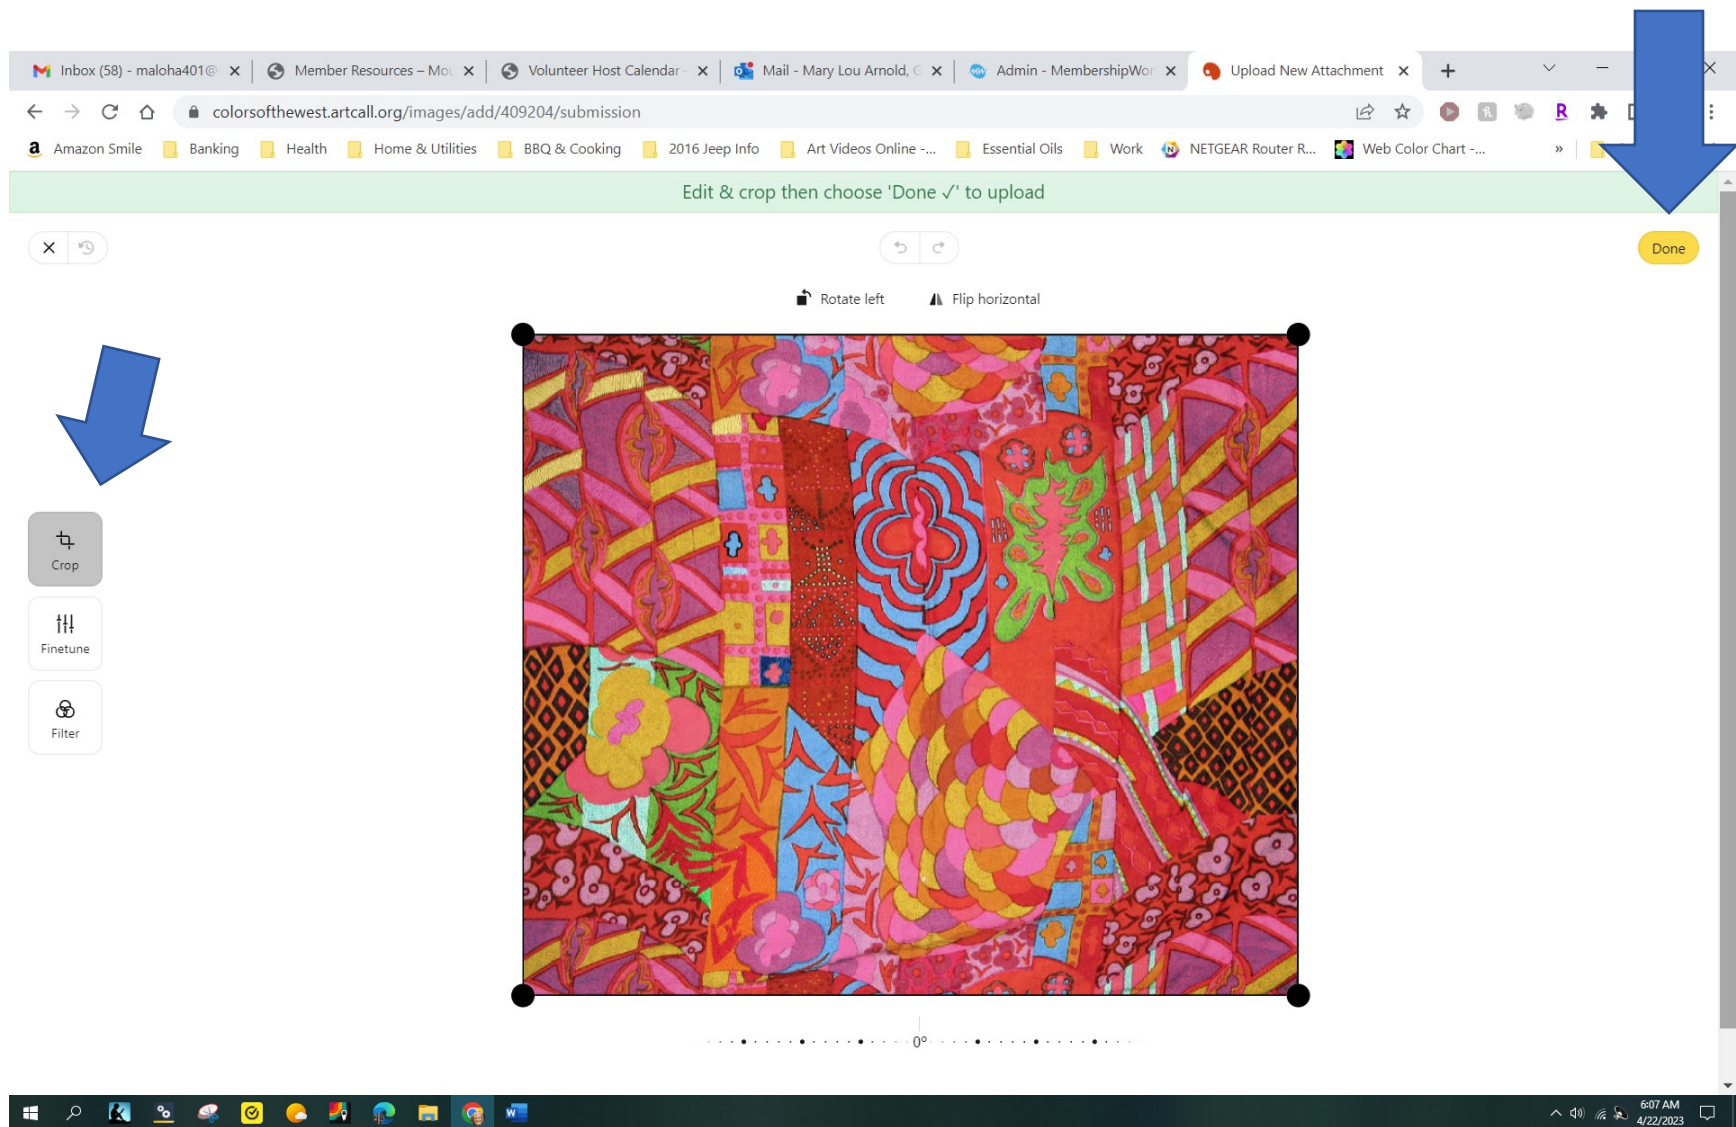 Inbox (58) - maloha401@
Member Resources – Mou
Volunteer Host Calendar -
Mail - Mary Lou Arnold, G
Admin - MembershipWor
Upload New Attachment
colorsofthewest.artcall.org/images/add/409204/submission
R
a Amazon Smile
Banking
Health
Home & Utilities
BBQ & Cooking
2016 Jeep Info
Art Videos Online -...
Essential Oils
Work
NETGEAR Router R...
Web Color Chart -...
»
Edit & crop then choose 'Done ✓' to upload
Done
Rotate left
Flip horizontal
Crop
Finetune
Filter
0°
6:07 AM
4/22/2023